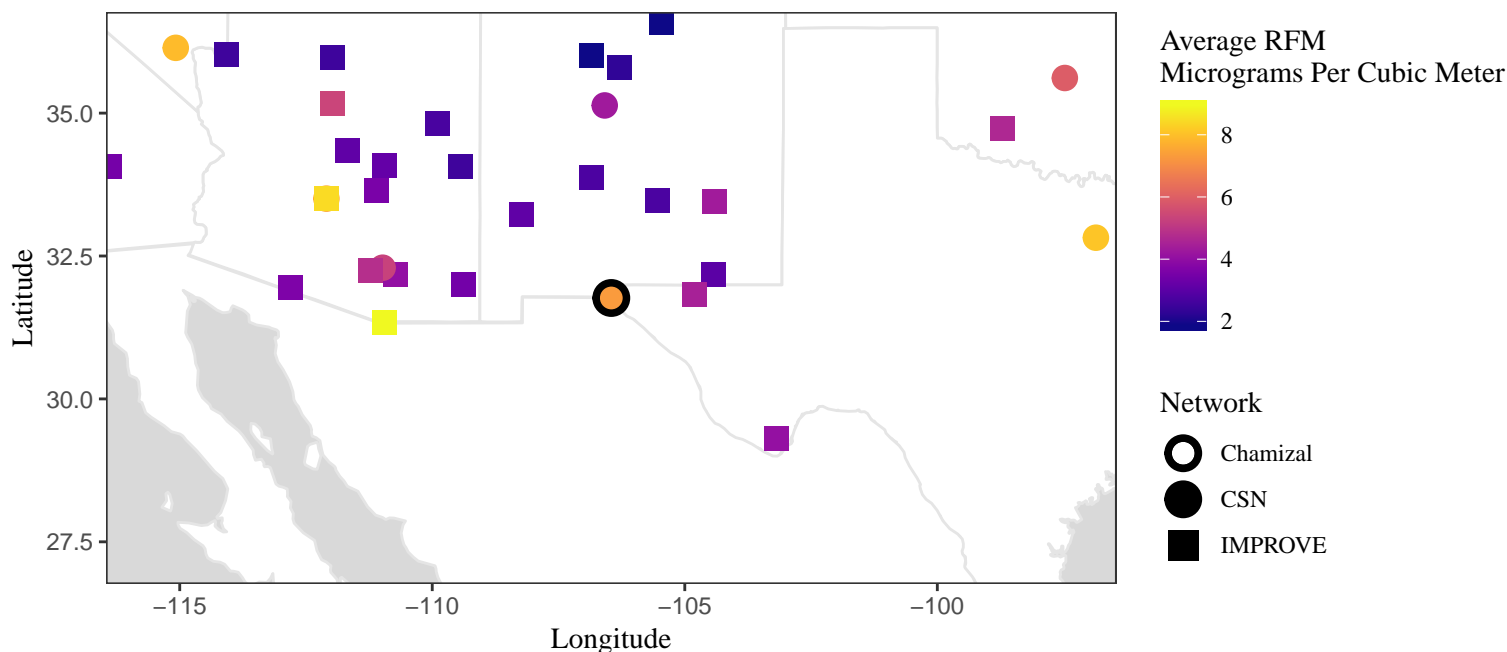 Average RFM
Micrograms Per Cubic Meter
8
6
4
2
Network
Chamizal
CSN
IMPROVE
Latitude
35.0
32.5
30.0
27.5
−115
−110
−105
−100
Longitude